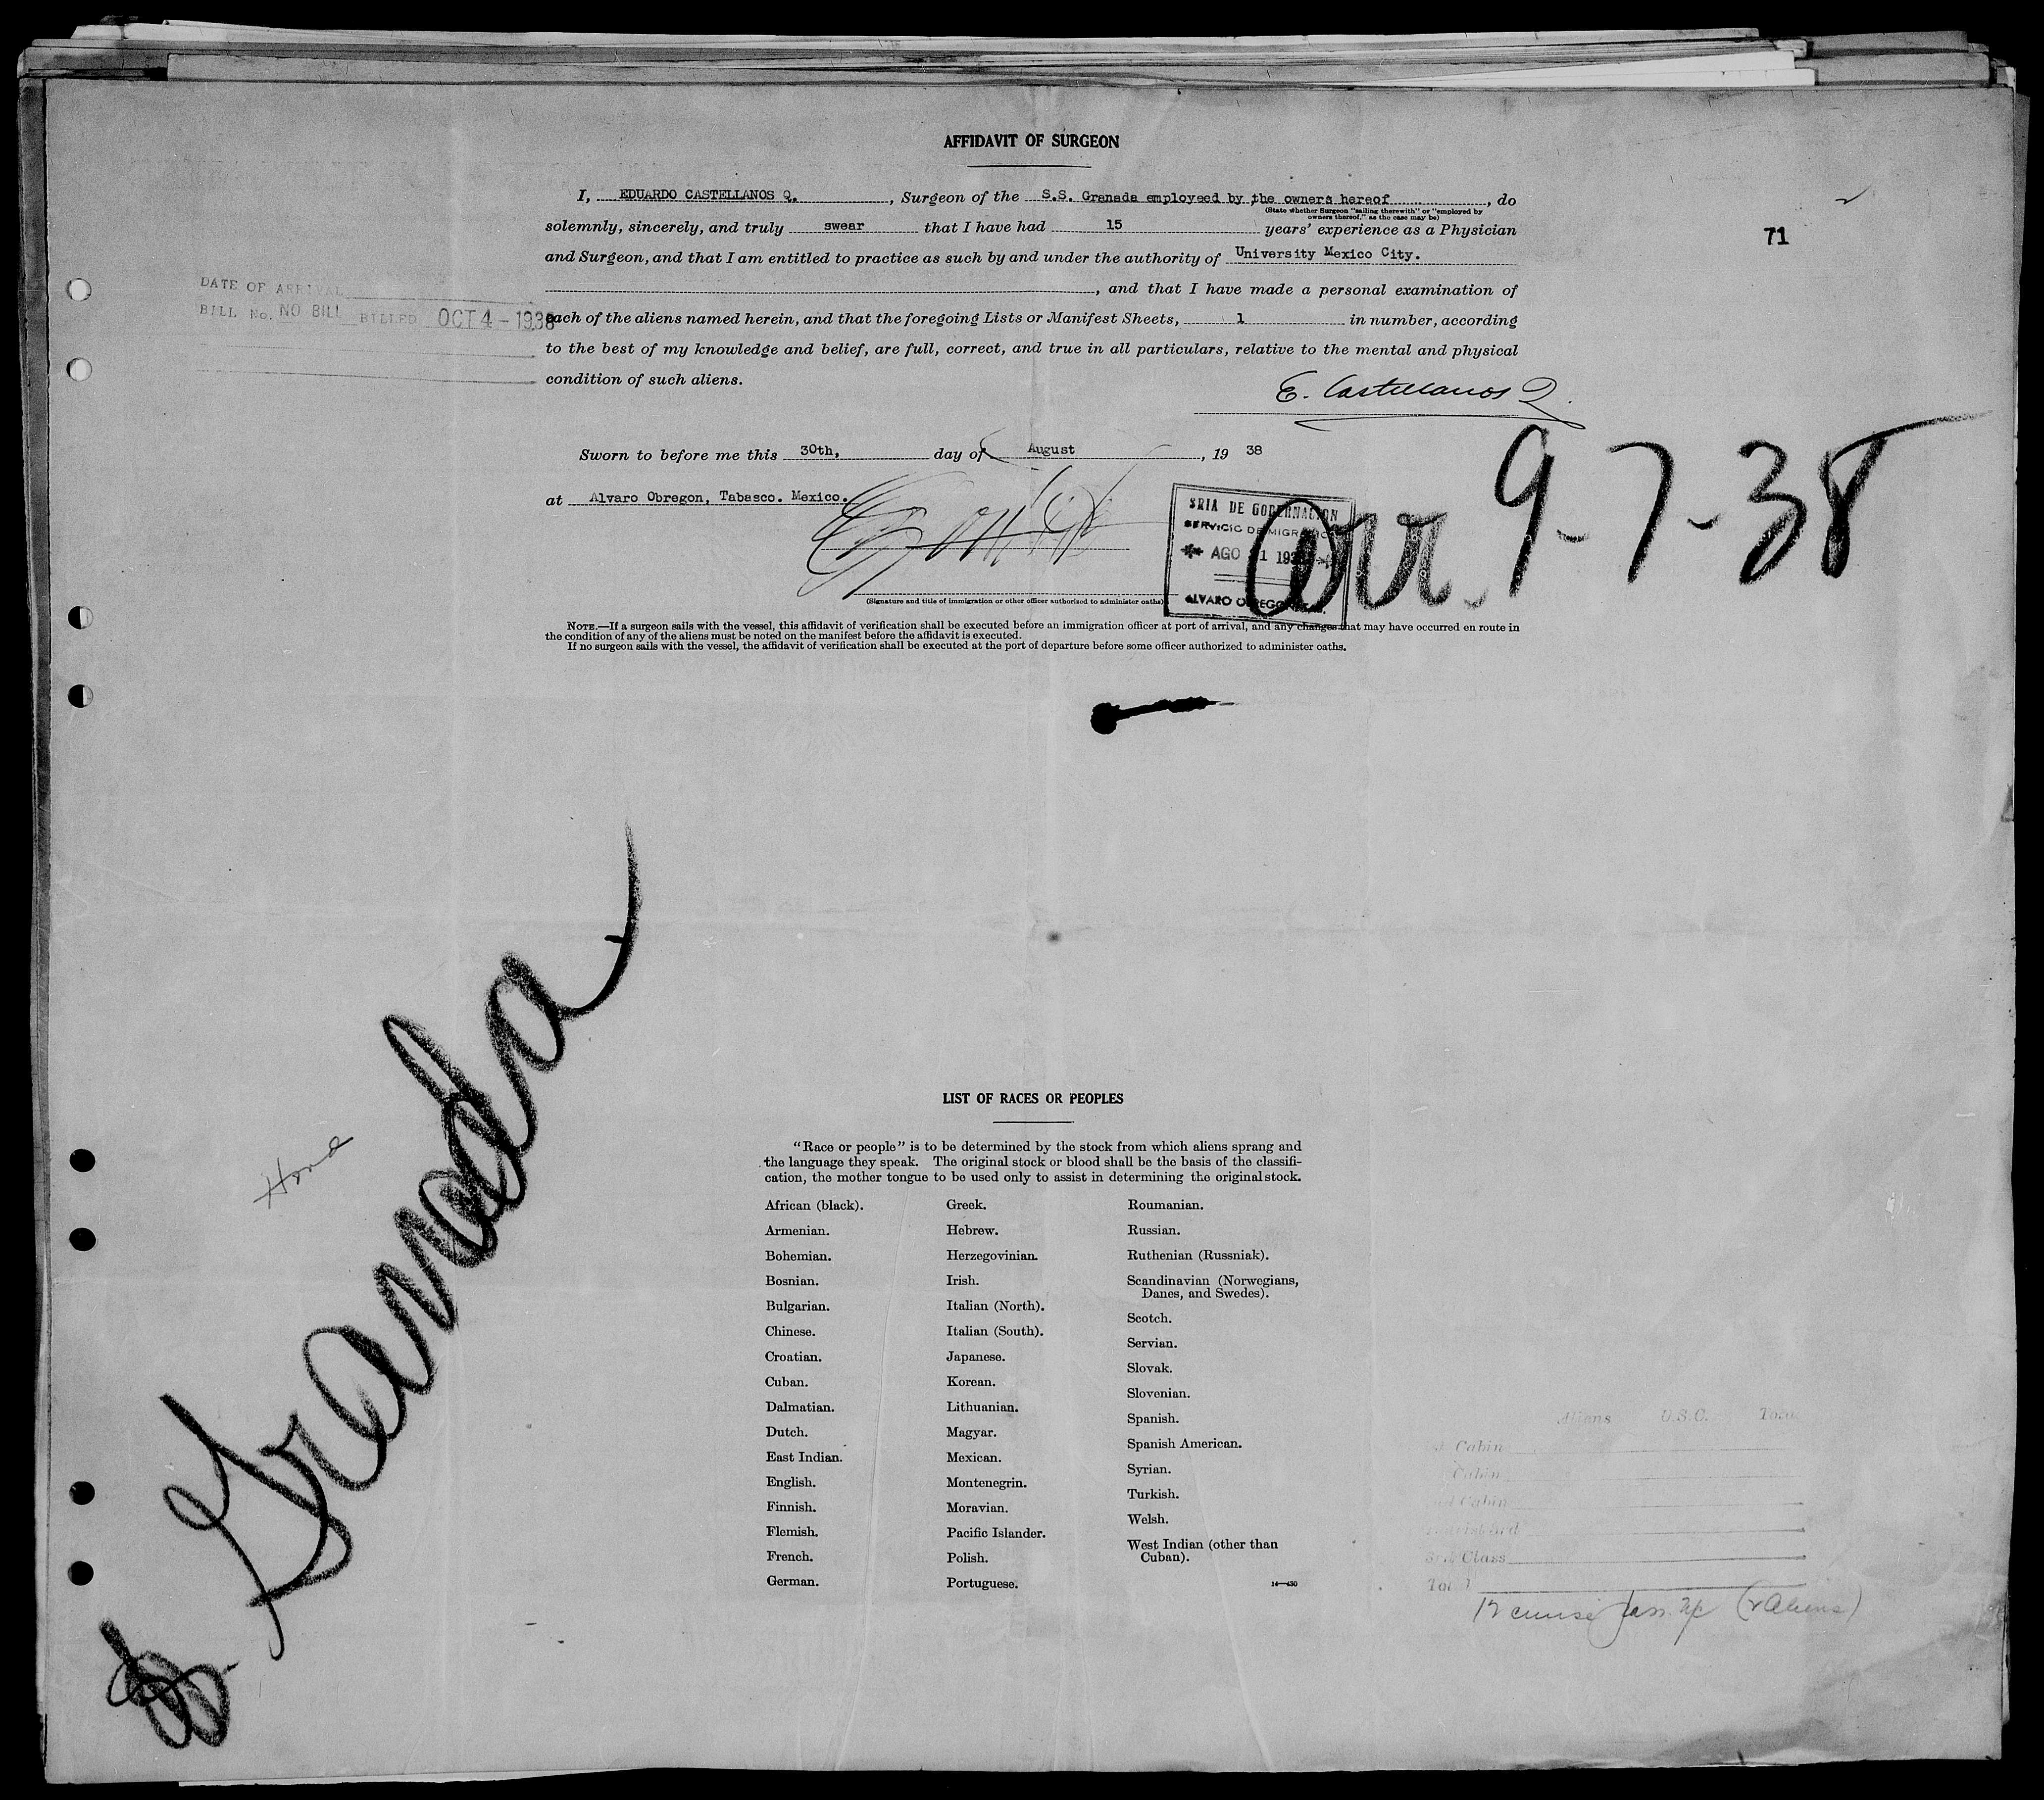 AFFIDAVIT OF SURGEON
I, EDUARDO CASTELLANOS Q. , Surgeon of the S.S. Granada employeed by the owners hereof , do
(State whether Surgeon "sailing therewith" or "employed by
owners thereof," as the case may be)
solemnly, sincerely, and truly swear that I have had 15 years' experience as a Physician
71
and Surgeon, and that I am entitled to practice as such by and under the authority of University Mexico City.
, and that I have made a personal examination of
DATE OF ARRIVAL
BILL No. NO BILL BILLED OCT 4 - 1938
each of the aliens named herein, and that the foregoing Lists or Manifest Sheets, 1 in number, according
to the best of my knowledge and belief, are full, correct, and true in all particulars, relative to the mental and physical
condition of such aliens.
E. Castellanos Q.
Sworn to before me this 30th, day of August , 19 38
at Alvaro Obregon, Tabasco. Mexico.
SRIA DE GOBERNACION
SERVICIO DE MIGRACION
AGO 31 1938
ALVARO OBREGON, TAB.
arr. 9-7-38
(Signature and title of immigration or other officer authorized to administer oaths)
NOTE.—If a surgeon sails with the vessel, this affidavit of verification shall be executed before an immigration officer at port of arrival, and any changes that may have occurred en route in
the condition of any of the aliens must be noted on the manifest before the affidavit is executed.
If no surgeon sails with the vessel, the affidavit of verification shall be executed at the port of departure before some officer authorized to administer oaths.
Hond
Granada
LIST OF RACES OR PEOPLES
"Race or people" is to be determined by the stock from which aliens sprang and
the language they speak. The original stock or blood shall be the basis of the classifi-
cation, the mother tongue to be used only to assist in determining the original stock.
African (black).
Armenian.
Bohemian.
Bosnian.
Bulgarian.
Chinese.
Croatian.
Cuban.
Dalmatian.
Dutch.
East Indian.
English.
Finnish.
Flemish.
French.
German.
Greek.
Hebrew.
Herzegovinian.
Irish.
Italian (North).
Italian (South).
Japanese.
Korean.
Lithuanian.
Magyar.
Mexican.
Montenegrin.
Moravian.
Pacific Islander.
Polish.
Portuguese.
Roumanian.
Russian.
Ruthenian (Russniak).
Scandinavian (Norwegians,
Danes, and Swedes).
Scotch.
Servian.
Slovak.
Slovenian.
Spanish.
Spanish American.
Syrian.
Turkish.
Welsh.
West Indian (other than
Cuban).
14—430
Aliens U.S.C. Total
Cabin
Cabin
Cabin
Class
Total
12 cruise pass. (2 Aliens)